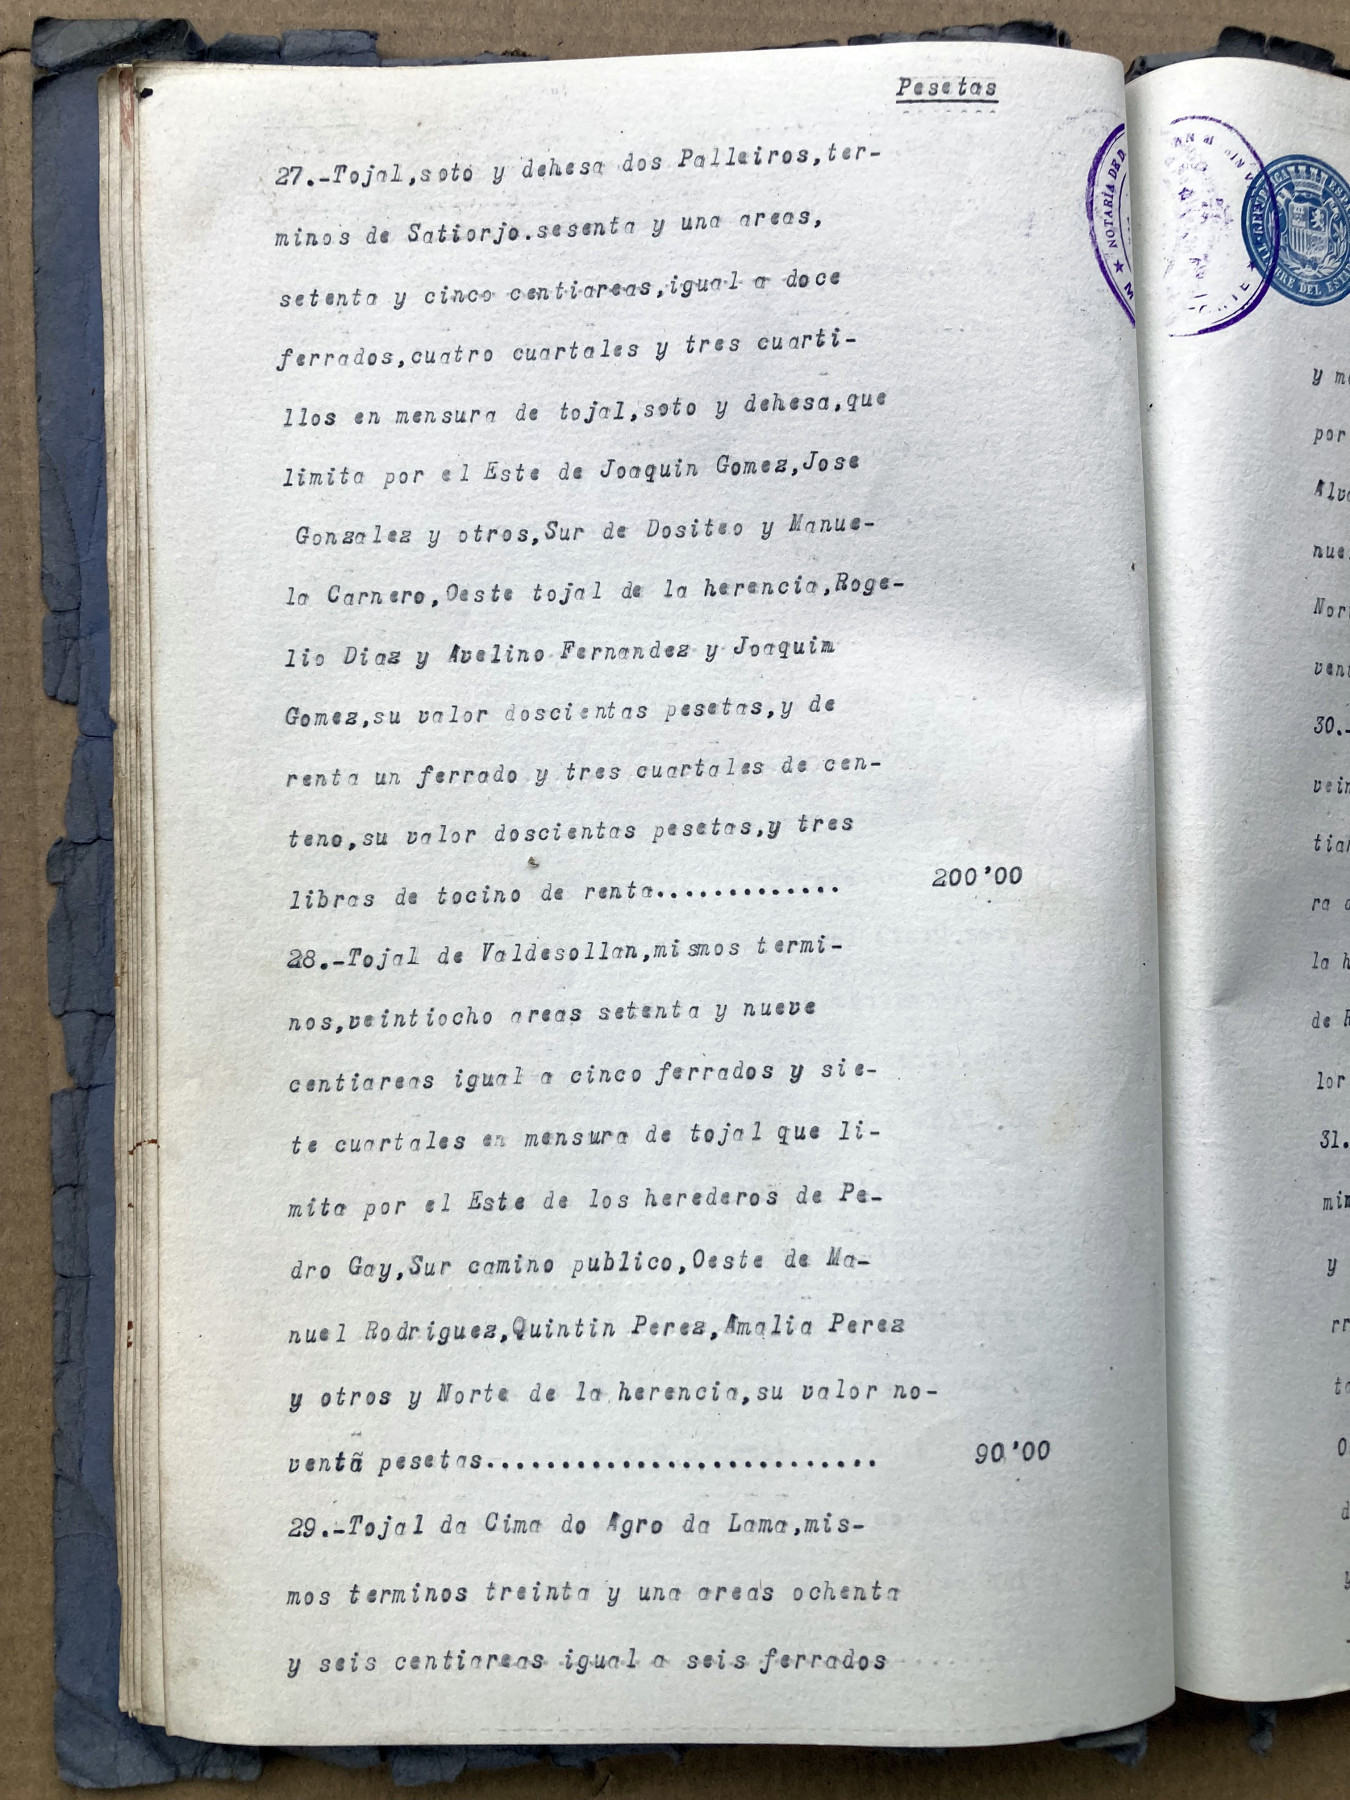 Pesetas
27.-Tojal,soto y dehesa dos Palleiros,ter-
minos de Satiorjo.sesenta y una areas,
setenta y cinco centiareas,igual a doce
ferrados,cuatro cuartales y tres cuarti-
llos en mensura de tojal,soto y dehesa,que
limita por el Este de Joaquin Gomez,Jose
Gonzalez y otros,Sur de Dositeo y Manue-
la Carnero,Oeste tojal de la herencia,Roge-
lio Diaz y Avelino Fernandez y Joaquim
Gomez,su valor doscientas pesetas,y de
renta un ferrado y tres cuartales de cen-
teno,su valor doscientas pesetas,y tres
libras de tocino de renta............. 200'00
28.-Tojal de Valdesollan,mismos termi-
nos,veintiocho areas setenta y nueve
centiareas igual a cinco ferrados y sie-
te cuartales en mensura de tojal que li-
mita por el Este de los herederos de Pe-
dro Gay,Sur camino publico,Oeste de Ma-
nuel Rodriguez,Quintin Perez,Amalia Perez
y otros y Norte de la herencia,su valor no-
ventã pesetas........................... 90'00
29.-Tojal da Cima do Agro da Lama,mis-
mos terminos treinta y una areas ochenta
y seis centiareas igual a seis ferrados
NOTARÍA DE D
y
por
30.-
la
de
lor
31.
y